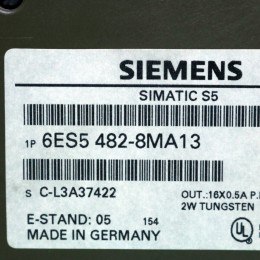 SIEMENS
SIMATIC S5
1P 6ES5 482-8MA13
S C-L3A37422
OUT.:16X0.5A P.
2W TUNGSTEN
E-STAND: 05 154
MADE IN GERMANY
UL